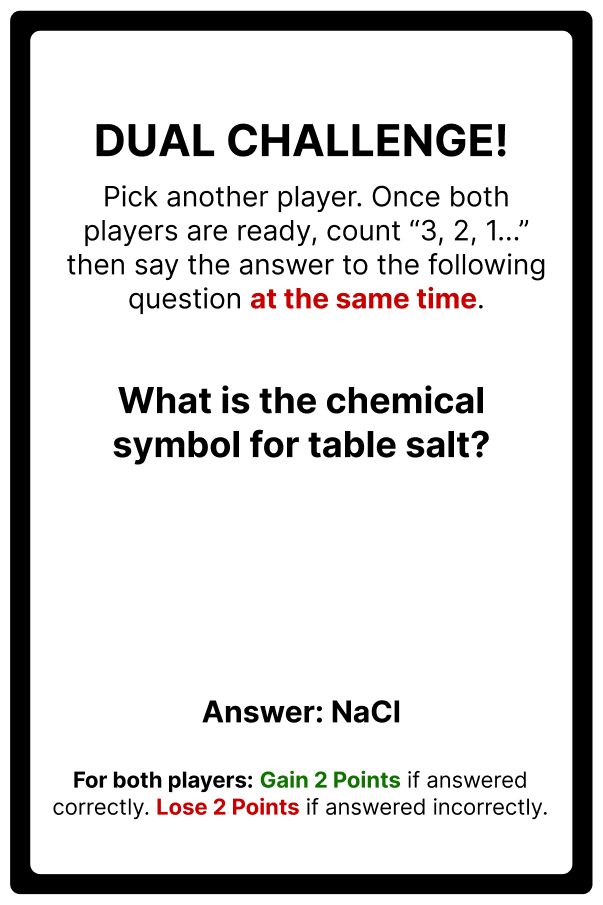 DUAL CHALLENGE!
Pick another player. Once both
players are ready, count “3, 2, 1...”
then say the answer to the following
question at the same time.
What is the chemical
symbol for table salt?
Answer: NaCl
For both players: Gain 2 Points if answered
correctly. Lose 2 Points if answered incorrectly.